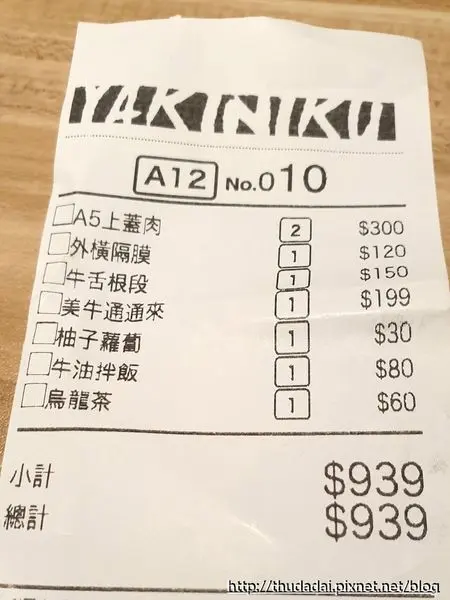 YAKINIKU
A12 No.010
A5上蓋肉 2 $300
外橫隔膜 1 $120
牛舌根段 1 $150
美牛通通來 1 $199
柚子蘿蔔 1 $30
牛油拌飯 1 $80
烏龍茶 1 $60
小計 $939
總計 $939
http://thudadai.pixnet.net/blog